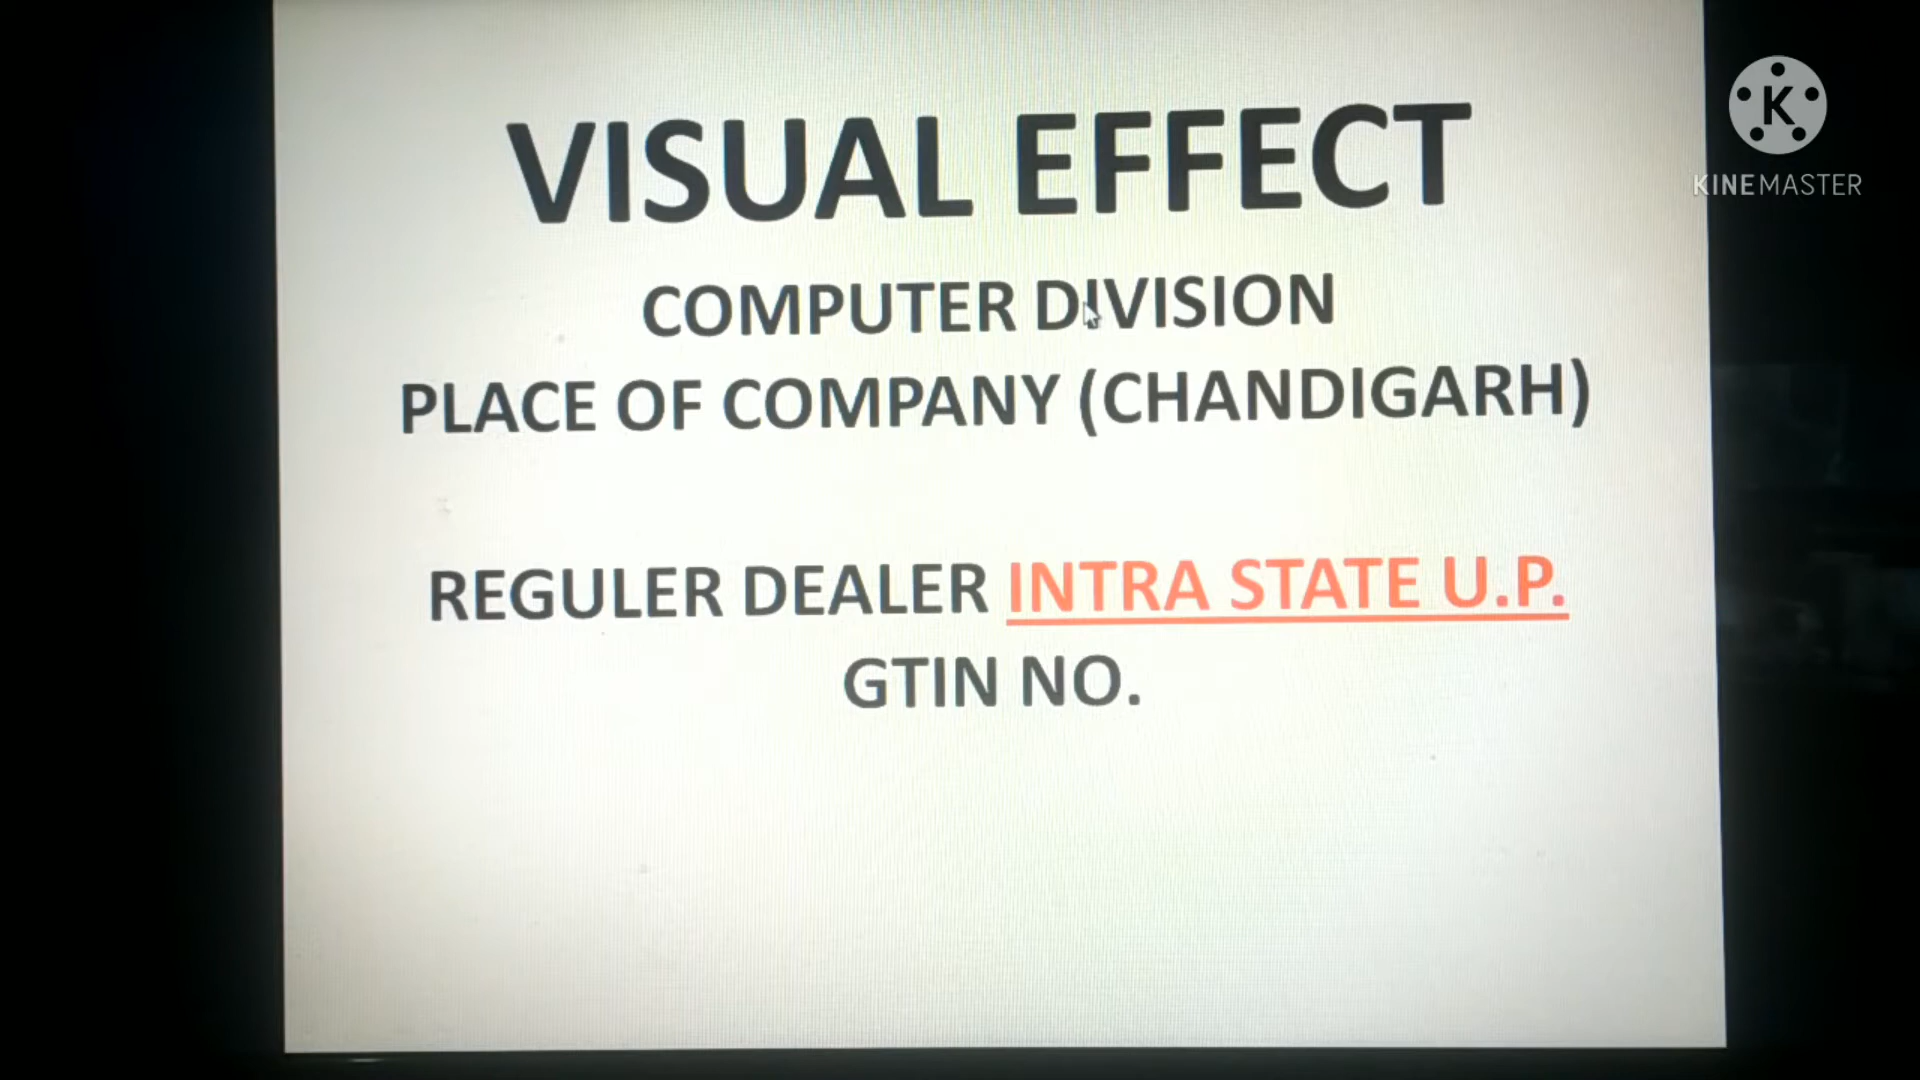 VISUAL EFFECT
COMPUTER DIVISION
PLACE OF COMPANY (CHANDIGARH)
REGULER DEALER INTRA STATE U.P.
GTIN NO.
K
KINEMASTER